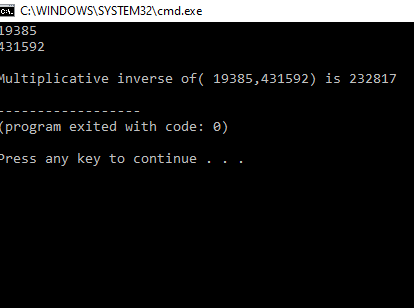 C:\WINDOWS\SYSTEM32\cmd.exe
19385
431592
Multiplicative inverse of( 19385,431592) is 232817
------------------
(program exited with code: 0)
Press any key to continue . . .